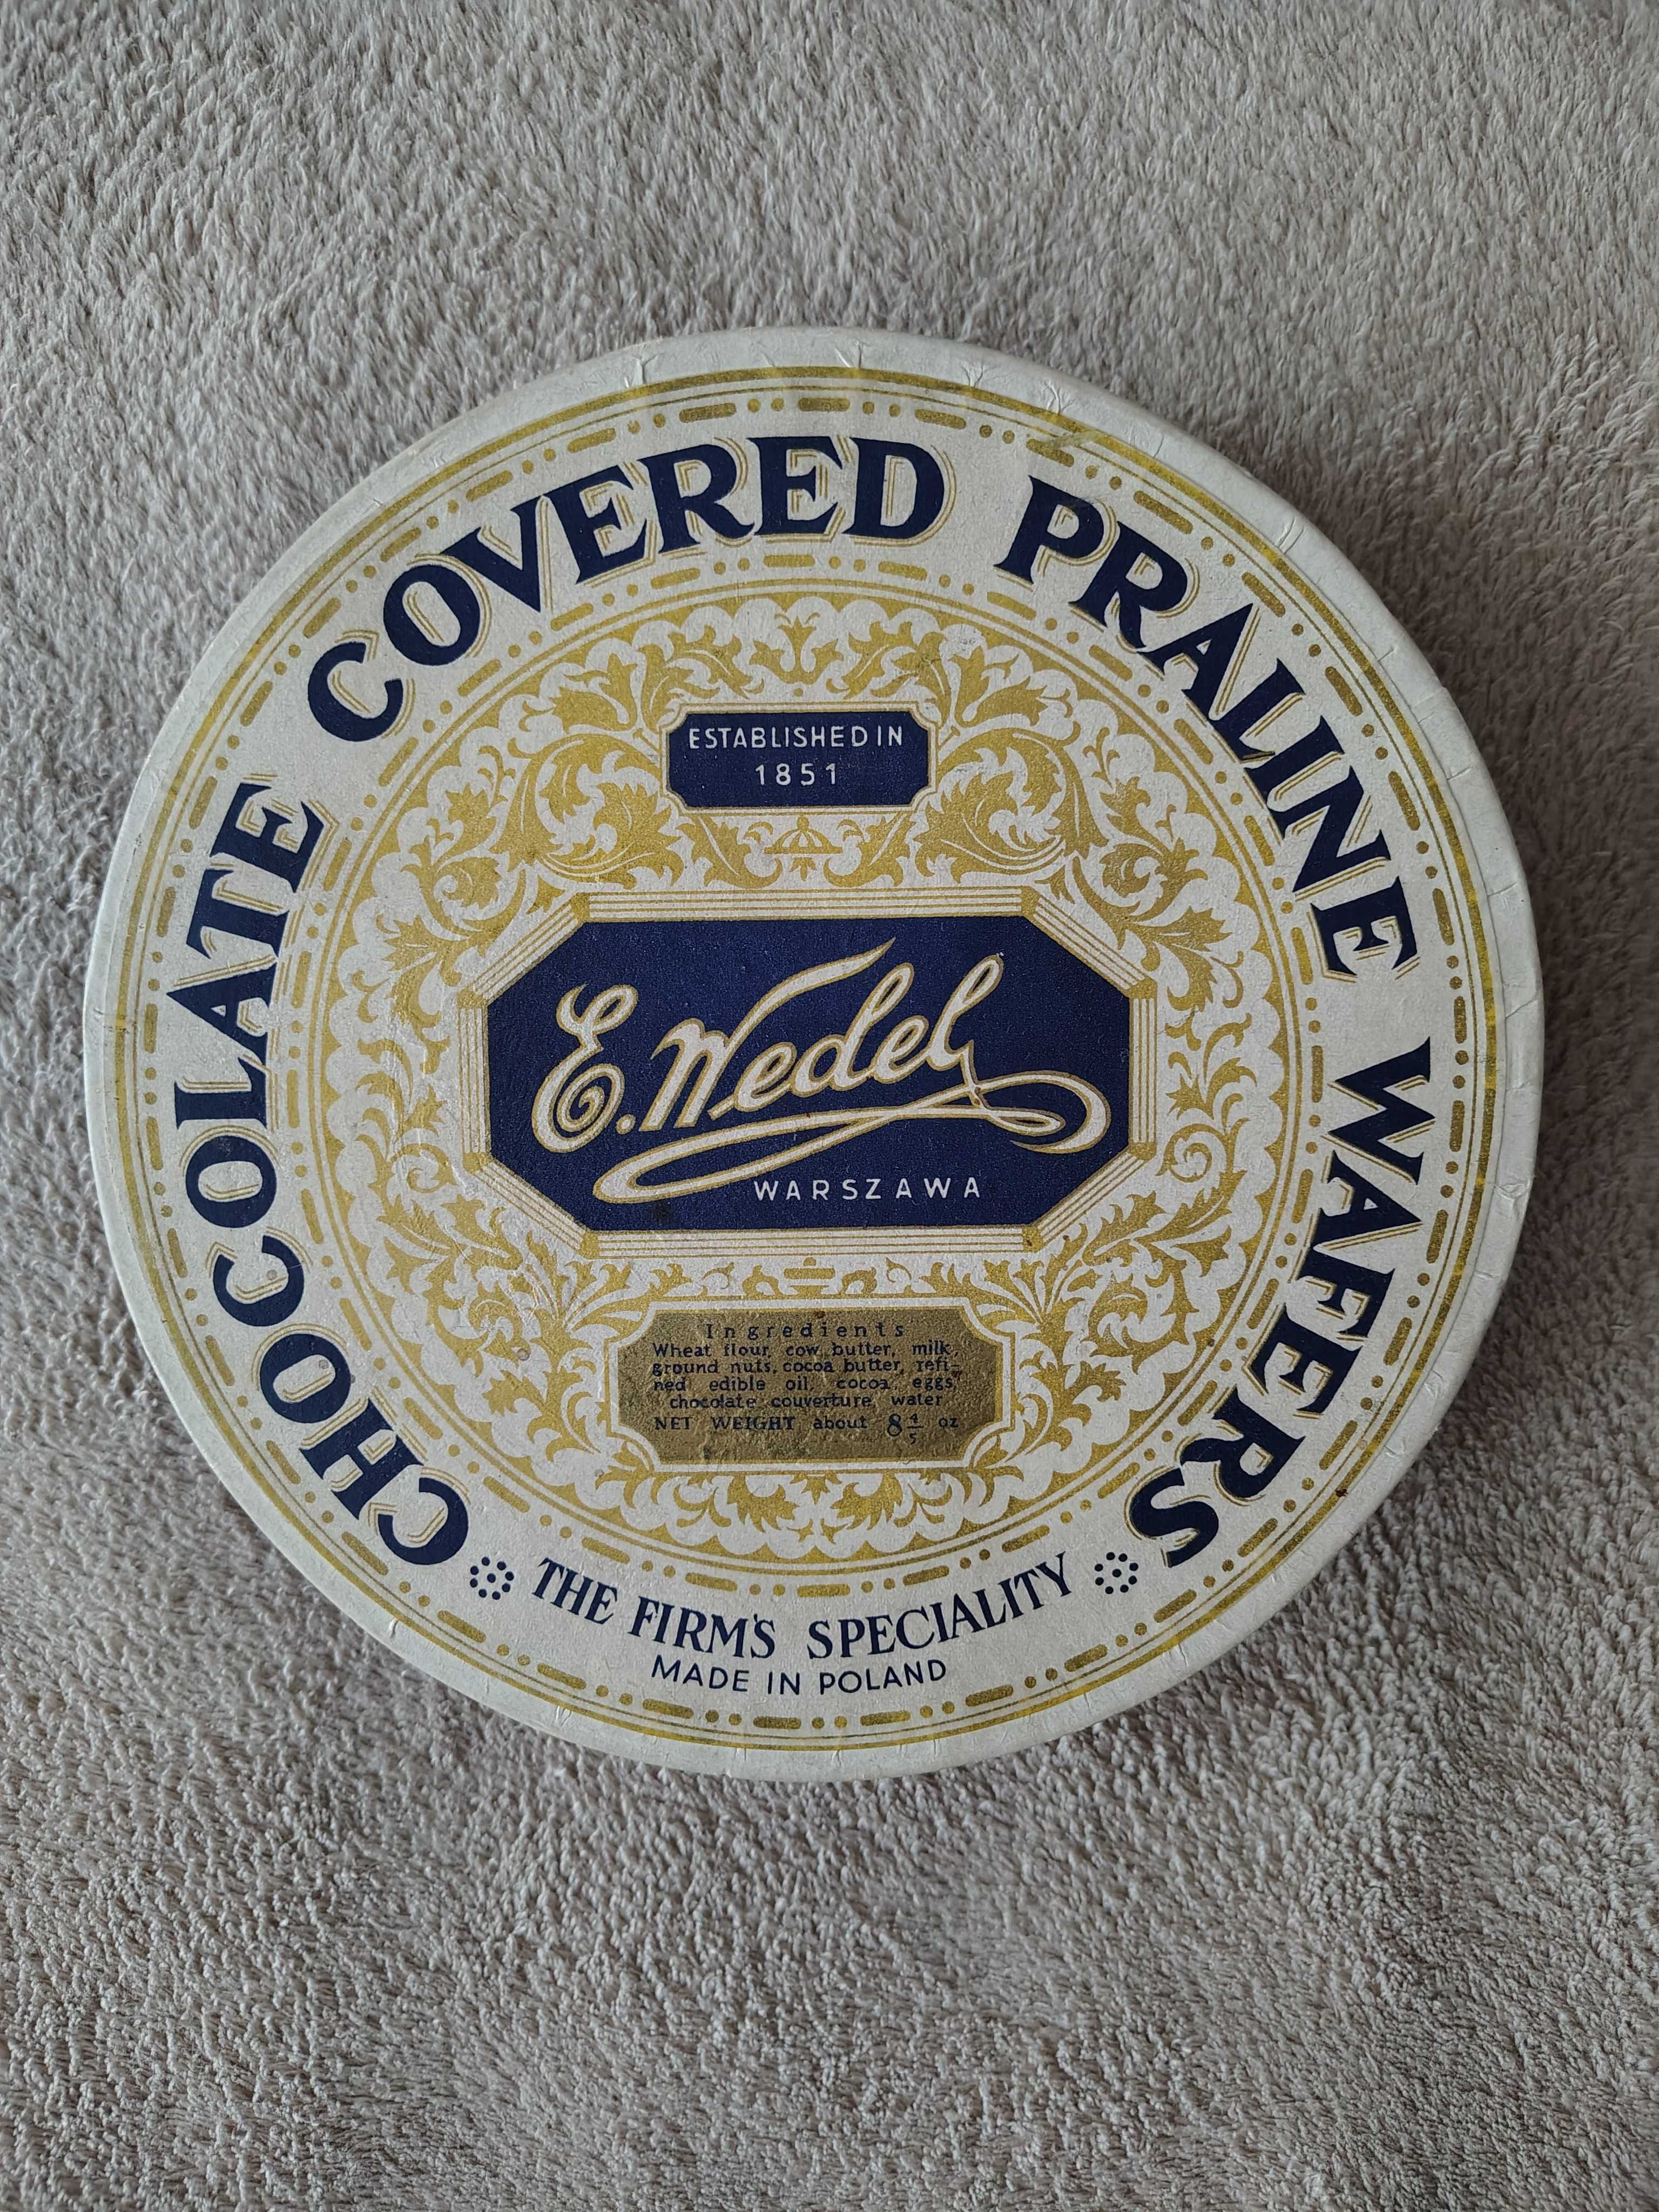 CHOCOLATE COVERED PRALINE WAFERS
ESTABLISHED IN
1851
E. Wedel
WARSZAWA
Ingredients
Wheat flour, cow butter, milk,
ground nuts, cocoa butter, refi-
ned edible oil, cocoa, eggs,
chocolate couverture, water
NET WEIGHT about 8 4/5 oz
THE FIRM'S SPECIALITY
MADE IN POLAND